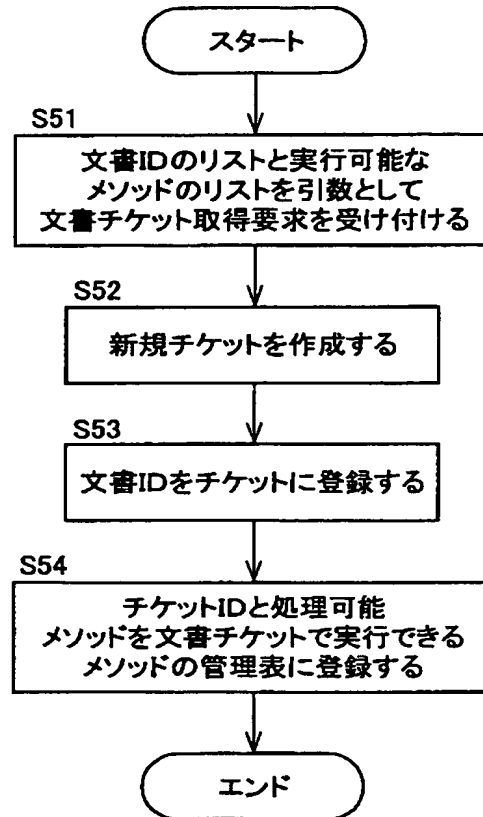 スタート
S51
文書IDのリストと実行可能な
メソッドのリストを引数として
文書チケット取得要求を受け付ける
S52
新規チケットを作成する
S53
文書IDをチケットに登録する
S54
チケットIDと処理可能
メソッドを文書チケットで実行できる
メソッドの管理表に登録する
エンド